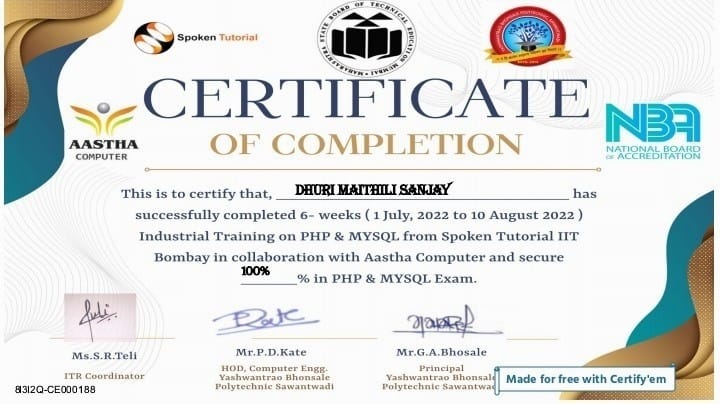 Spoken Tutorial
MAHARASHTRA STATE BOARD OF TECHNICAL EDUCATION MUMBAI
CERTIFICATE
OF COMPLETION
AASTHA
COMPUTER
NBA
NATIONAL BOARD
OF ACCREDITATION
This is to certify that, DHURI MAITHILI SANJAY has
successfully completed 6- weeks ( 1 July, 2022 to 10 August 2022 )
Industrial Training on PHP & MYSQL from Spoken Tutorial IIT
Bombay in collaboration with Aastha Computer and secure
100% % in PHP & MYSQL Exam.
Ms.S.R.Teli
ITR Coordinator
Mr.P.D.Kate
HOD, Computer Engg.
Yashwantrao Bhonsale
Polytechnic Sawantwadi
Mr.G.A.Bhosale
Principal
Yashwantrao Bhonsale
Polytechnic Sawantwadi
Made for free with Certify'em
8I3I2Q-CE000188